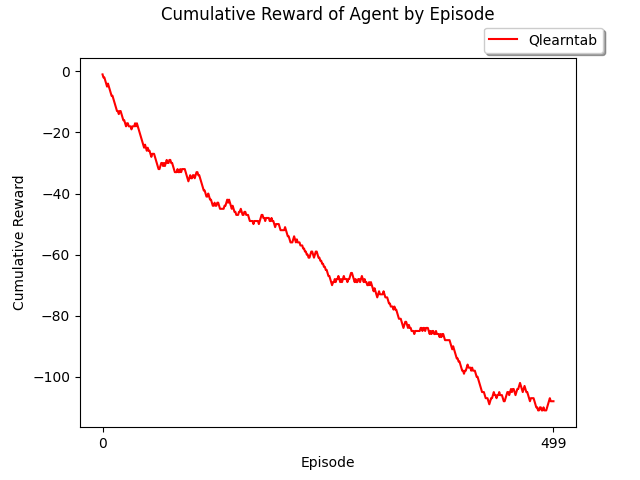 Cumulative Reward of Agent by Episode
Qlearntab
0
−20
−40
−60
−80
−100
Cumulative Reward
0 499
Episode